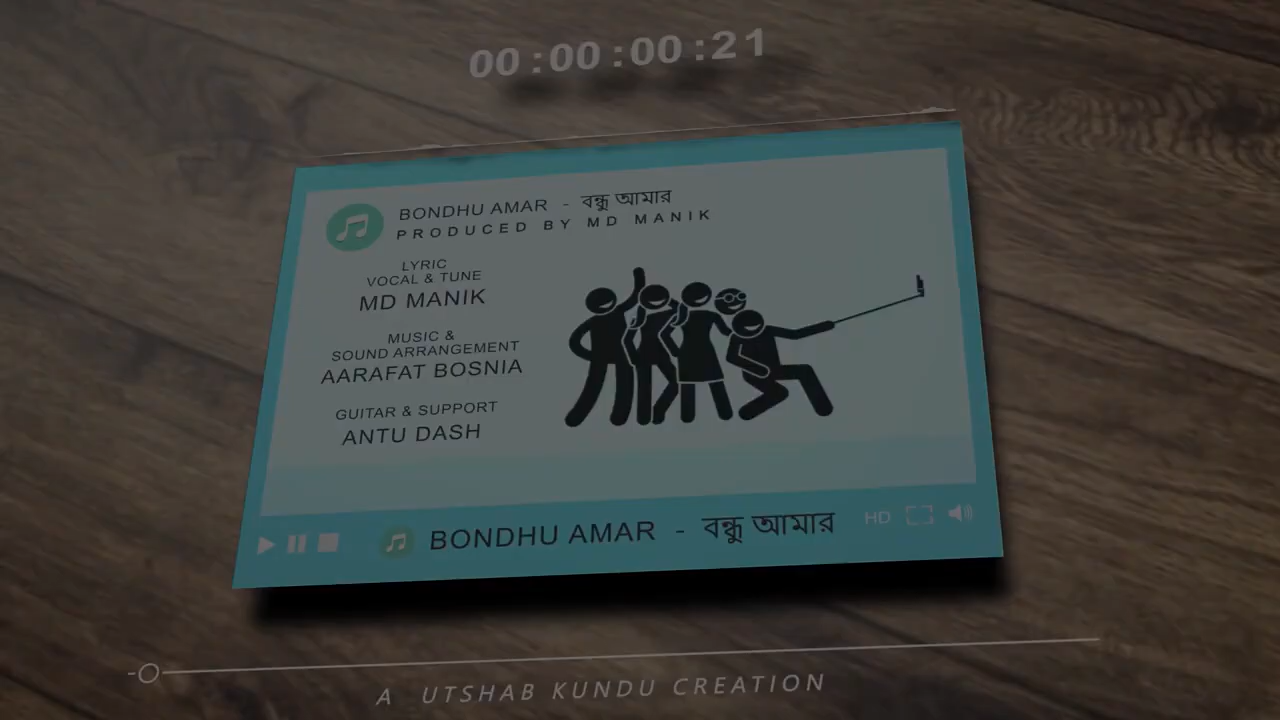 00:00:00:21
BONDHU AMAR - বন্ধু আমার
PRODUCED BY MD MANIK
LYRIC
VOCAL & TUNE
MD MANIK
MUSIC &
SOUND ARRANGEMENT
AARAFAT BOSNIA
GUITAR & SUPPORT
ANTU DASH
BONDHU AMAR - বন্ধু আমার
HD
A UTSHAB KUNDU CREATION